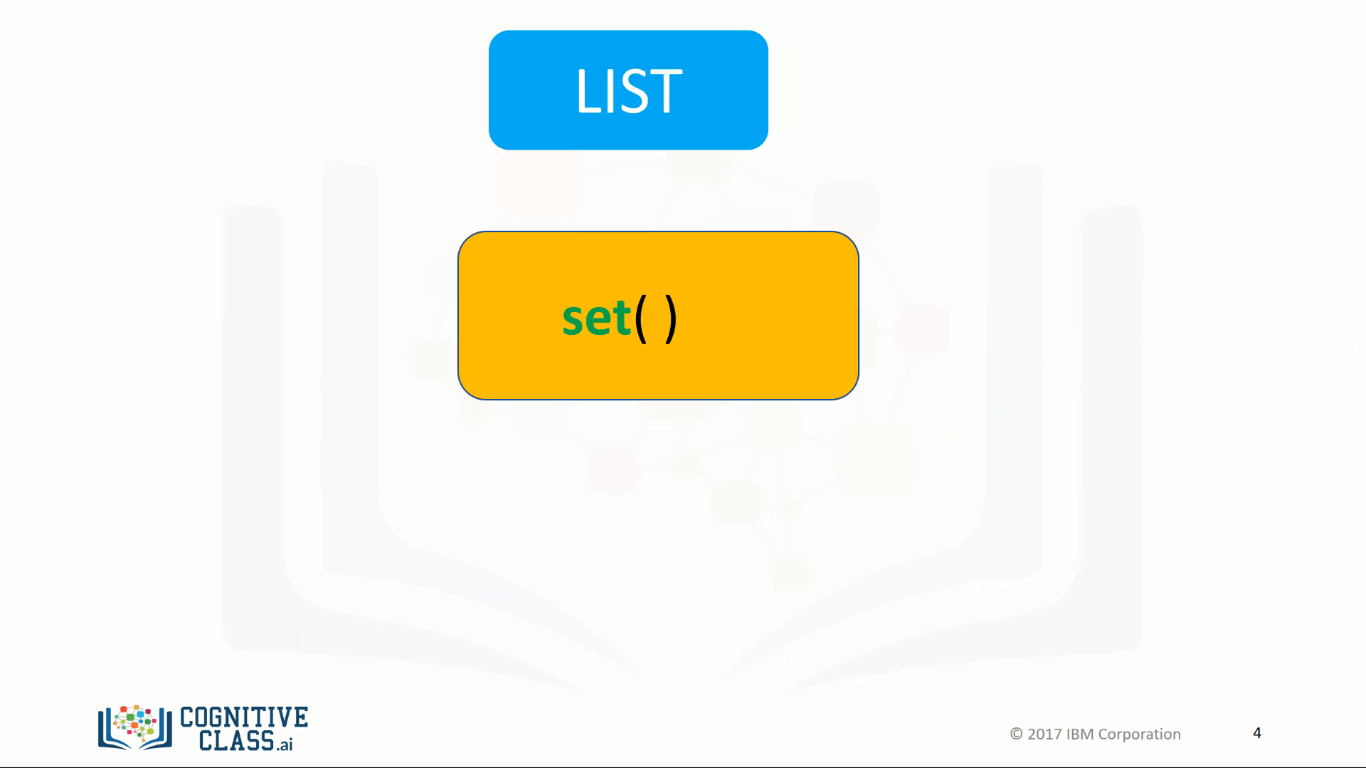 LIST
set( )
COGNITIVE
CLASS.ai
© 2017 IBM Corporation
4